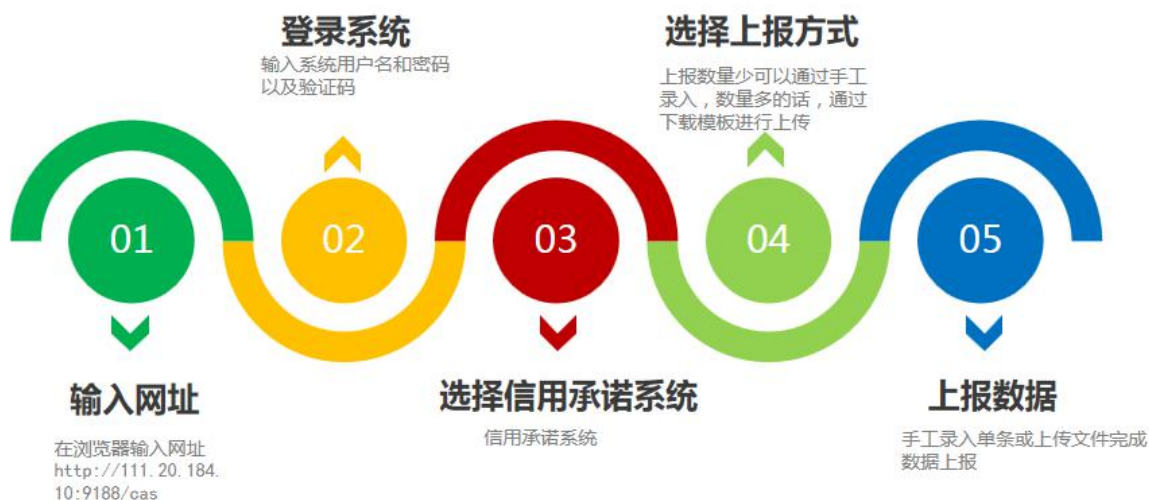 登录系统
输入系统用户名和密码
以及验证码
选择上报方式
上报数量少可以通过手工
录入，数量多的话，通过
下载模板进行上传
01
02
03
04
05
输入网址
在浏览器输入网址
http://111.20.184.
10:9188/cas
选择信用承诺系统
信用承诺系统
上报数据
手工录入单条或上传文件完成
数据上报